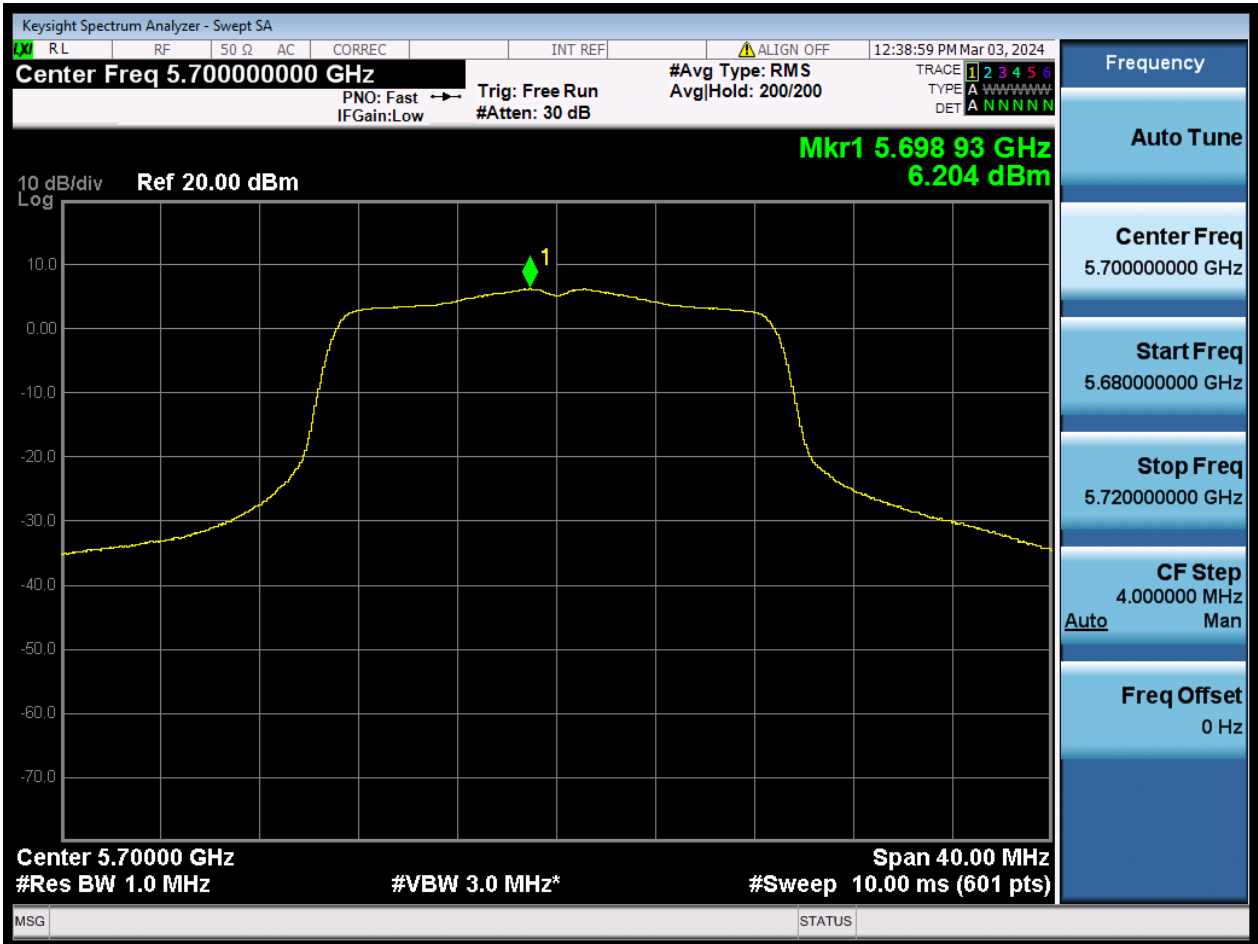 Keysight Spectrum Analyzer - Swept SA
LXI RL RF 50 Ω AC CORREC INT REF ALIGN OFF 12:38:59 PM Mar 03, 2024
Center Freq 5.700000000 GHz
PNO: Fast
IFGain:Low
Trig: Free Run
#Atten: 30 dB
#Avg Type: RMS
Avg|Hold: 200/200
TRACE 1 2 3 4 5 6
TYPE A WWWWW
DET A N N N N N
Mkr1 5.698 93 GHz
6.204 dBm
10 dB/div Ref 20.00 dBm
Log
1
10.0
0.00
-10.0
-20.0
-30.0
-40.0
-50.0
-60.0
-70.0
Center 5.70000 GHz Span 40.00 MHz
#Res BW 1.0 MHz #VBW 3.0 MHz* #Sweep 10.00 ms (601 pts)
MSG STATUS
Frequency
Auto Tune
Center Freq
5.700000000 GHz
Start Freq
5.680000000 GHz
Stop Freq
5.720000000 GHz
CF Step
4.000000 MHz
Auto Man
Freq Offset
0 Hz